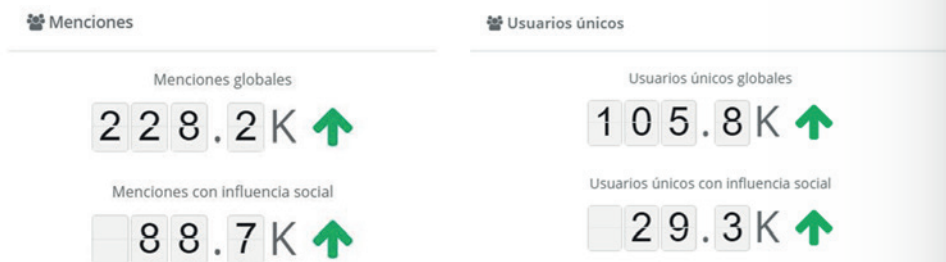 Menciones
Menciones globales
228.2K
Menciones con influencia social
88.7K
Usuarios únicos
Usuarios únicos globales
105.8K
Usuarios únicos con influencia social
29.3K